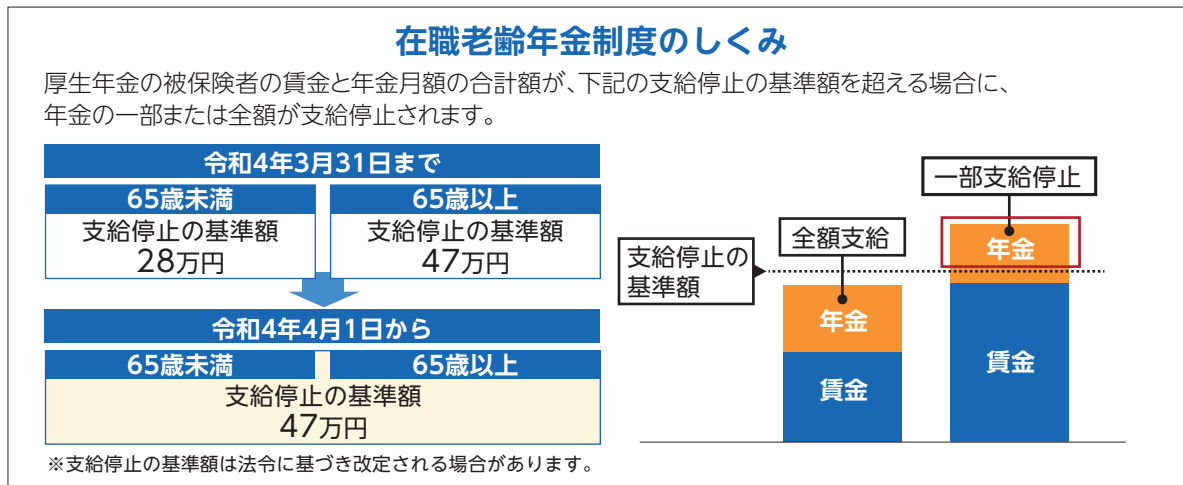 在職老齢年金制度のしくみ
厚生年金の被保険者の賃金と年金月額の合計額が、下記の支給停止の基準額を超える場合に、
年金の一部または全額が支給停止されます。
令和4年3月31日まで
65歳未満
支給停止の基準額
28万円
65歳以上
支給停止の基準額
47万円
令和4年4月1日から
65歳未満
65歳以上
支給停止の基準額
47万円
※支給停止の基準額は法令に基づき改定される場合があります。
支給停止の
基準額
全額支給
年金
賃金
一部支給停止
年金
賃金